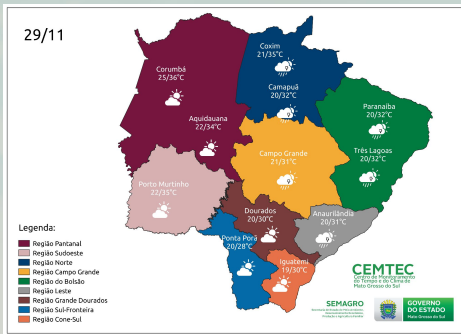 29/11
Coxim
21/35°C
Corumbá
25/36°C
Camapuã
20/32°C
Paranaíba
20/32°C
Aquidauana
22/34°C
Três Lagoas
20/32°C
Campo Grande
21/31°C
Porto Murtinho
22/35°C
Dourados
20/30°C
Anaurilândia
20/31°C
Ponta Porã
20/28°C
Iguatemi
19/30°C
Legenda:
Região Pantanal
Região Sudoeste
Região Norte
Região Campo Grande
Região do Bolsão
Região Leste
Região Grande Dourados
Região Sul-Fronteira
Região Cone-Sul
CEMTEC
Centro de Monitoramento
do Tempo e do Clima de
Mato Grosso do Sul
SEMAGRO
GOVERNO
DO ESTADO
Mato Grosso do Sul